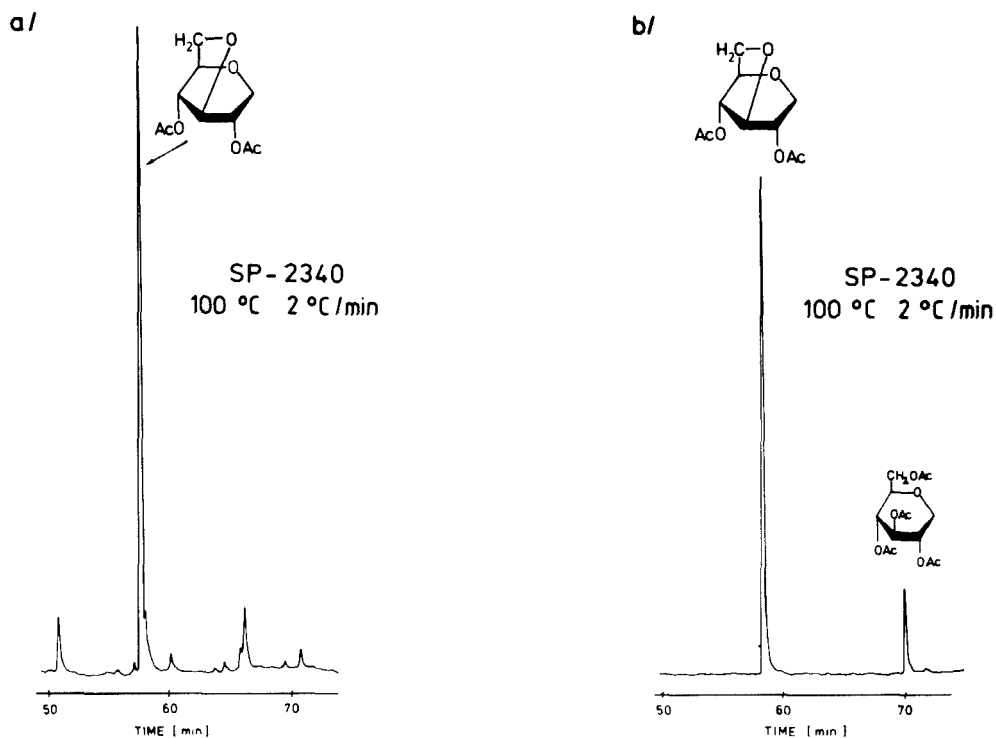 a/
H₂C—O
O
AcO
OAc
SP-2340
100 °C 2 °C/min
50 60 70
TIME [min]
b/
H₂C—O
O
AcO
OAc
SP-2340
100 °C 2 °C/min
CH₂OAc
O
OAc
OAc
OAc
50 60 70
TIME [min]